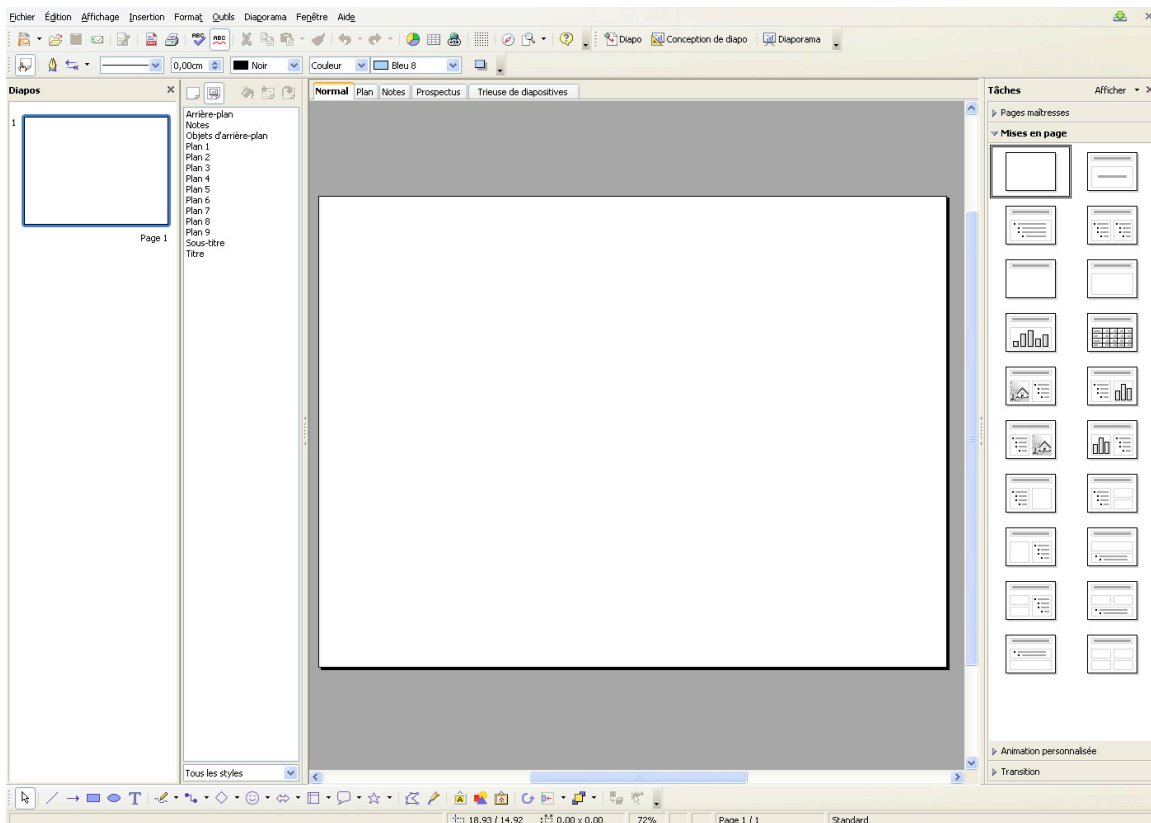 Fichier Édition Affichage Insertion Format Outils Diaporama Fenêtre Aide
Diapo Conception de diapo Diaporama
0,00cm Noir Couleur Bleu 8
Diapos
1
Page 1
Arrière-plan
Notes
Objets d'arrière-plan
Plan 1
Plan 2
Plan 3
Plan 4
Plan 5
Plan 6
Plan 7
Plan 8
Plan 9
Sous-titre
Titre
Tous les styles
Normal Plan Notes Prospectus Trieuse de diapositives
Tâches Afficher
Pages maîtresses
Mises en page
Animation personnalisée
Transition
18,93 / 14,92 0,00 x 0,00 72% Page 1 / 1 Standard